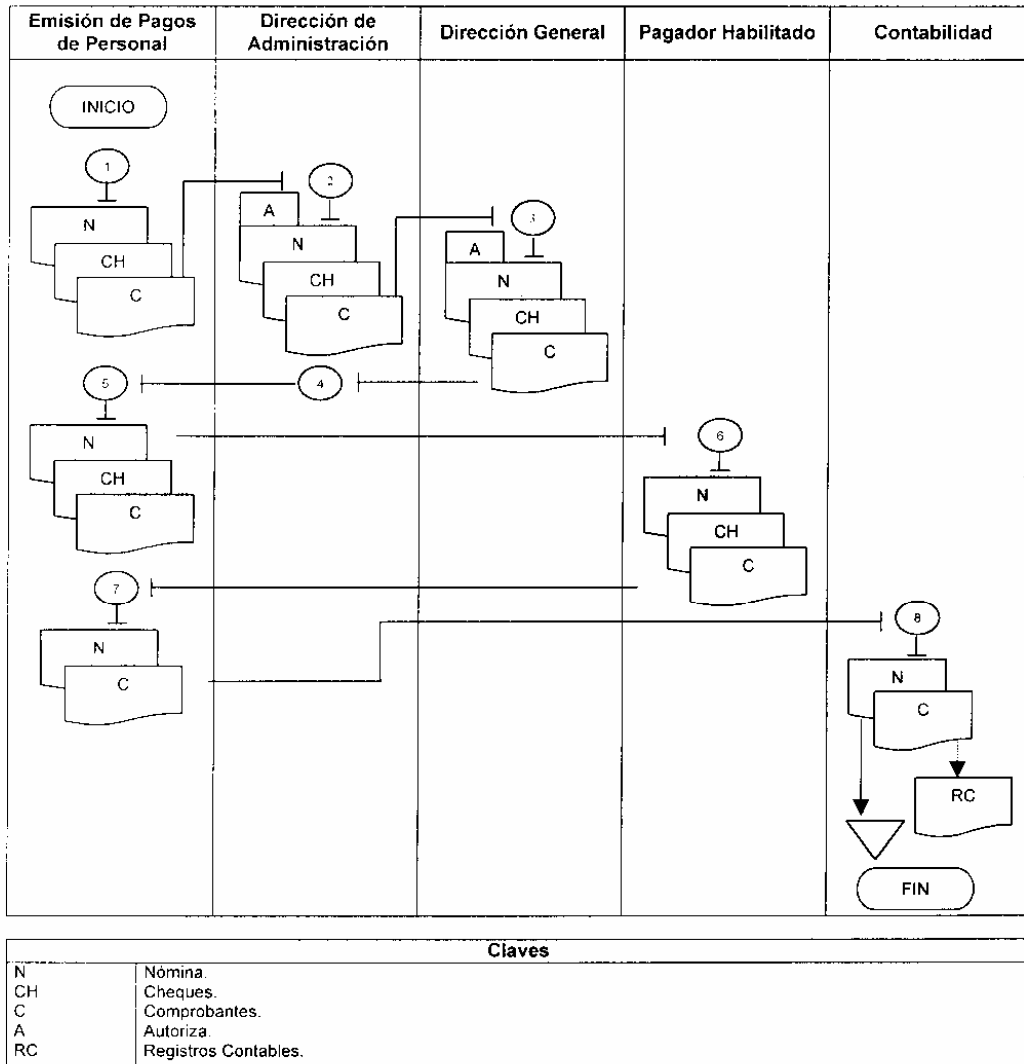 Emisión de Pagos
de Personal
Dirección de
Administración
Dirección General
Pagador Habilitado
Contabilidad
INICIO
1
N
CH
C
2
A
N
CH
C
3
A
N
CH
C
5
4
N
CH
C
6
N
CH
C
7
N
C
8
N
C
RC
FIN
Claves
N Nómina.
CH Cheques.
C Comprobantes.
A Autoriza.
RC Registros Contables.